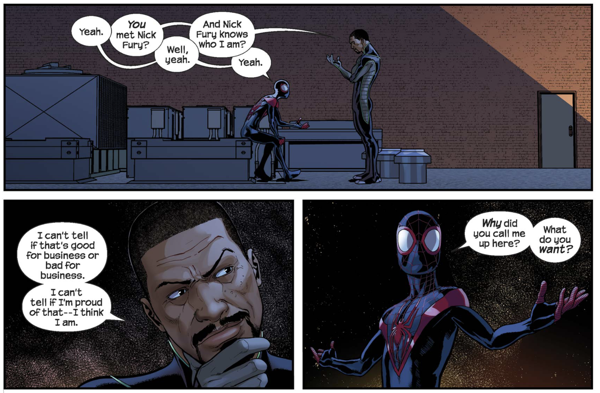 Yeah.
You
met Nick
Fury?
Well,
yeah.
And Nick
Fury knows
who I am?
Yeah.
I can't tell
if that's good
for business or
bad for
business.
I can't
tell if I'm proud
of that--I think
I am.
Why did
you call me
up here?
What
do you
want?